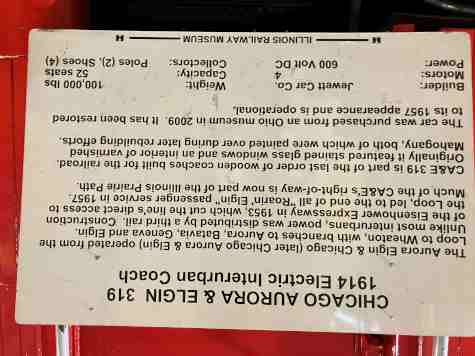 CHICAGO AURORA & ELGIN 319
1914 Electric Interurban Coach
The Aurora Elgin & Chicago (later Chicago Aurora & Elgin) operated from the
Loop to Wheaton, with branches to Aurora, Batavia, Geneva and Elgin.
Unlike most interurbans, power was distributed by a third rail. Construction
of the Eisenhower Expressway in 1953, which cut the line's direct access to
the Loop, led to the end of all "Roarin' Elgin" passenger service in 1957.
Much of the CA&E's right-of-way is now part of the Illinois Prairie Path.
CA&E 319 is part of the last order of wooden coaches built for the railroad.
Originally it featured stained glass windows and an interior of varnished
Mahogany, both of which were painted over during later rebuilding efforts.
The car was purchased from an Ohio museum in 2009. It has been restored
to its 1957 appearance and is operational.
Builder: Jewett Car Co. Weight: 100,000 lbs
Motors: 4 Capacity: 52 seats
Power: 600 Volt DC Collectors: Poles (2), Shoes (4)
ILLINOIS RAILWAY MUSEUM